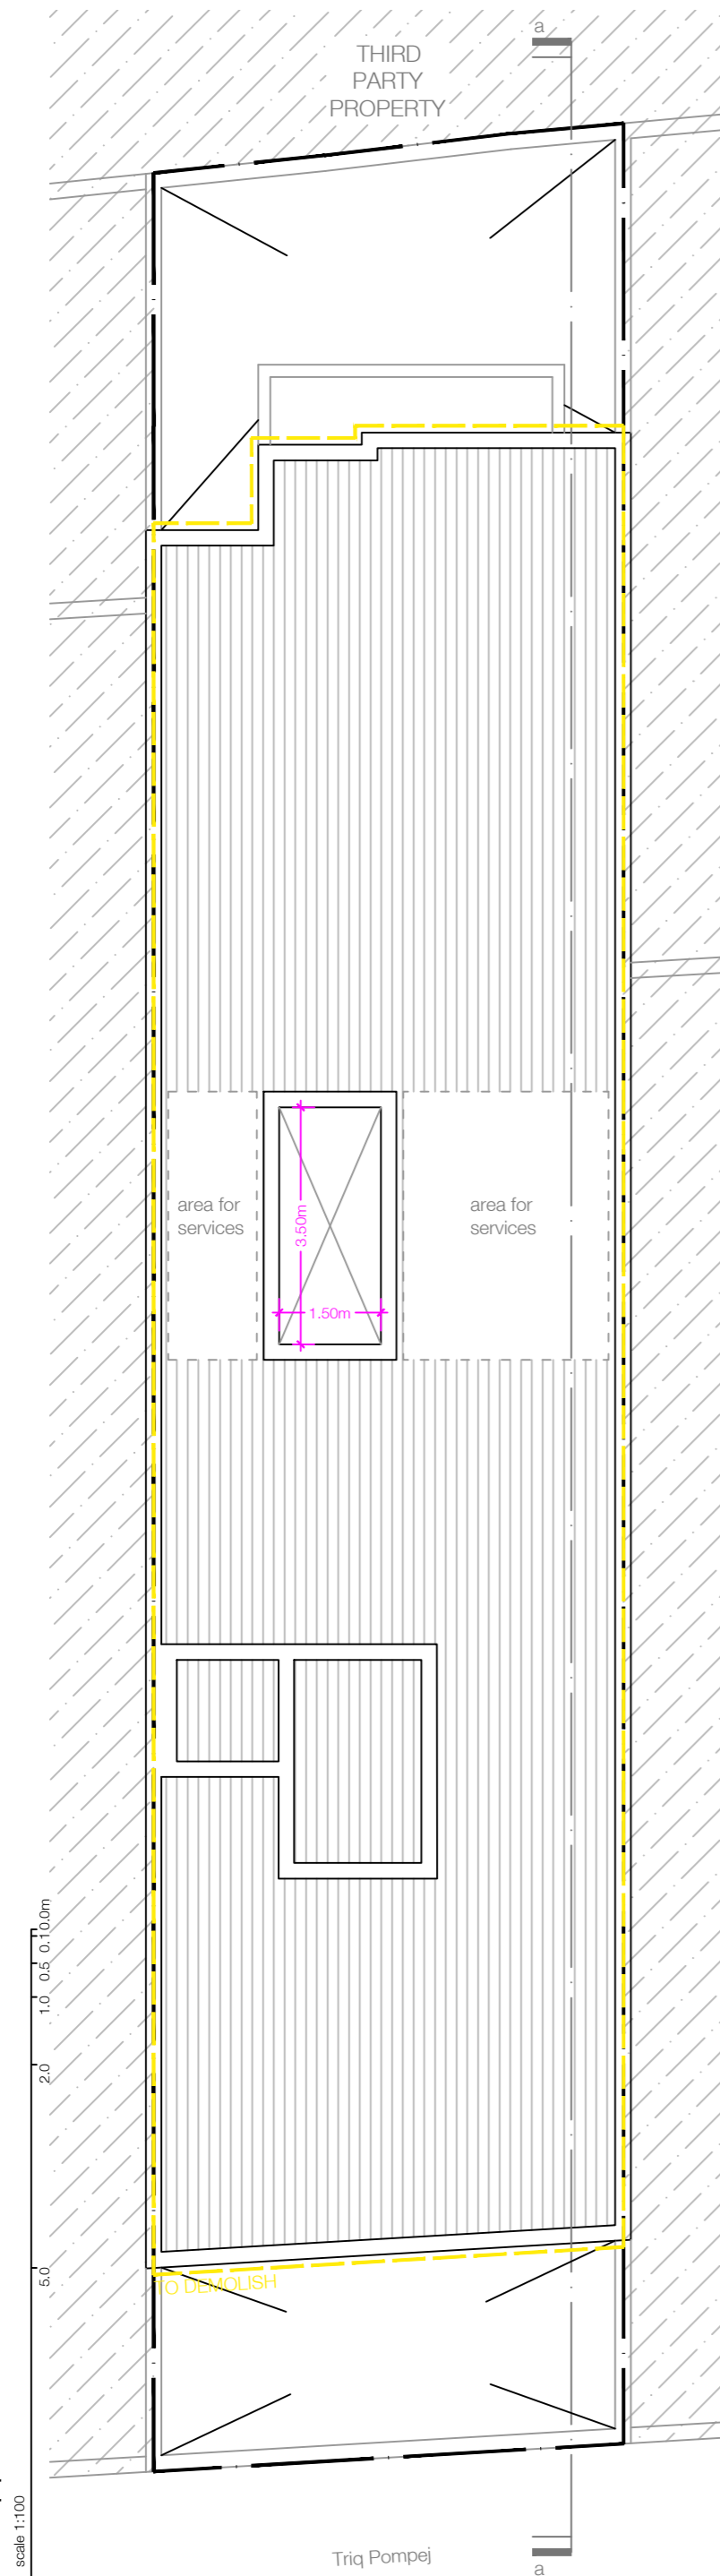 a
THIRD
PARTY
PROPERTY
area for
services
area for
services
3.50m
1.50m
0.0m
0.1
0.5
1.0
2.0
5.0
TO DEMOLISH
scale 1:100
Triq Pompej
a